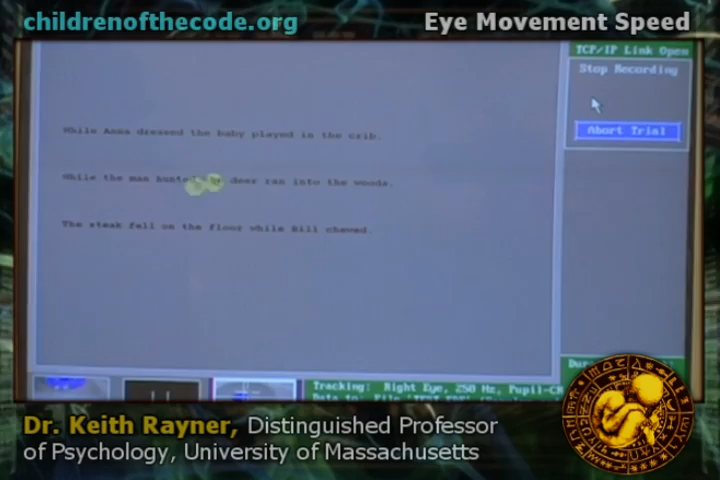 childrenofthecode.org
Eye Movement Speed
TCP/IP Link Open
Stop Recording
Abort Trial
While Anna dressed the baby played in the crib.
While the man hunted deer ran into the woods.
The steak fell on the floor while Bill chewed.
Tracking: Right Eye, 250 Hz, Pupil-CR
Data to: File
Dr. Keith Rayner, Distinguished Professor
of Psychology, University of Massachusetts